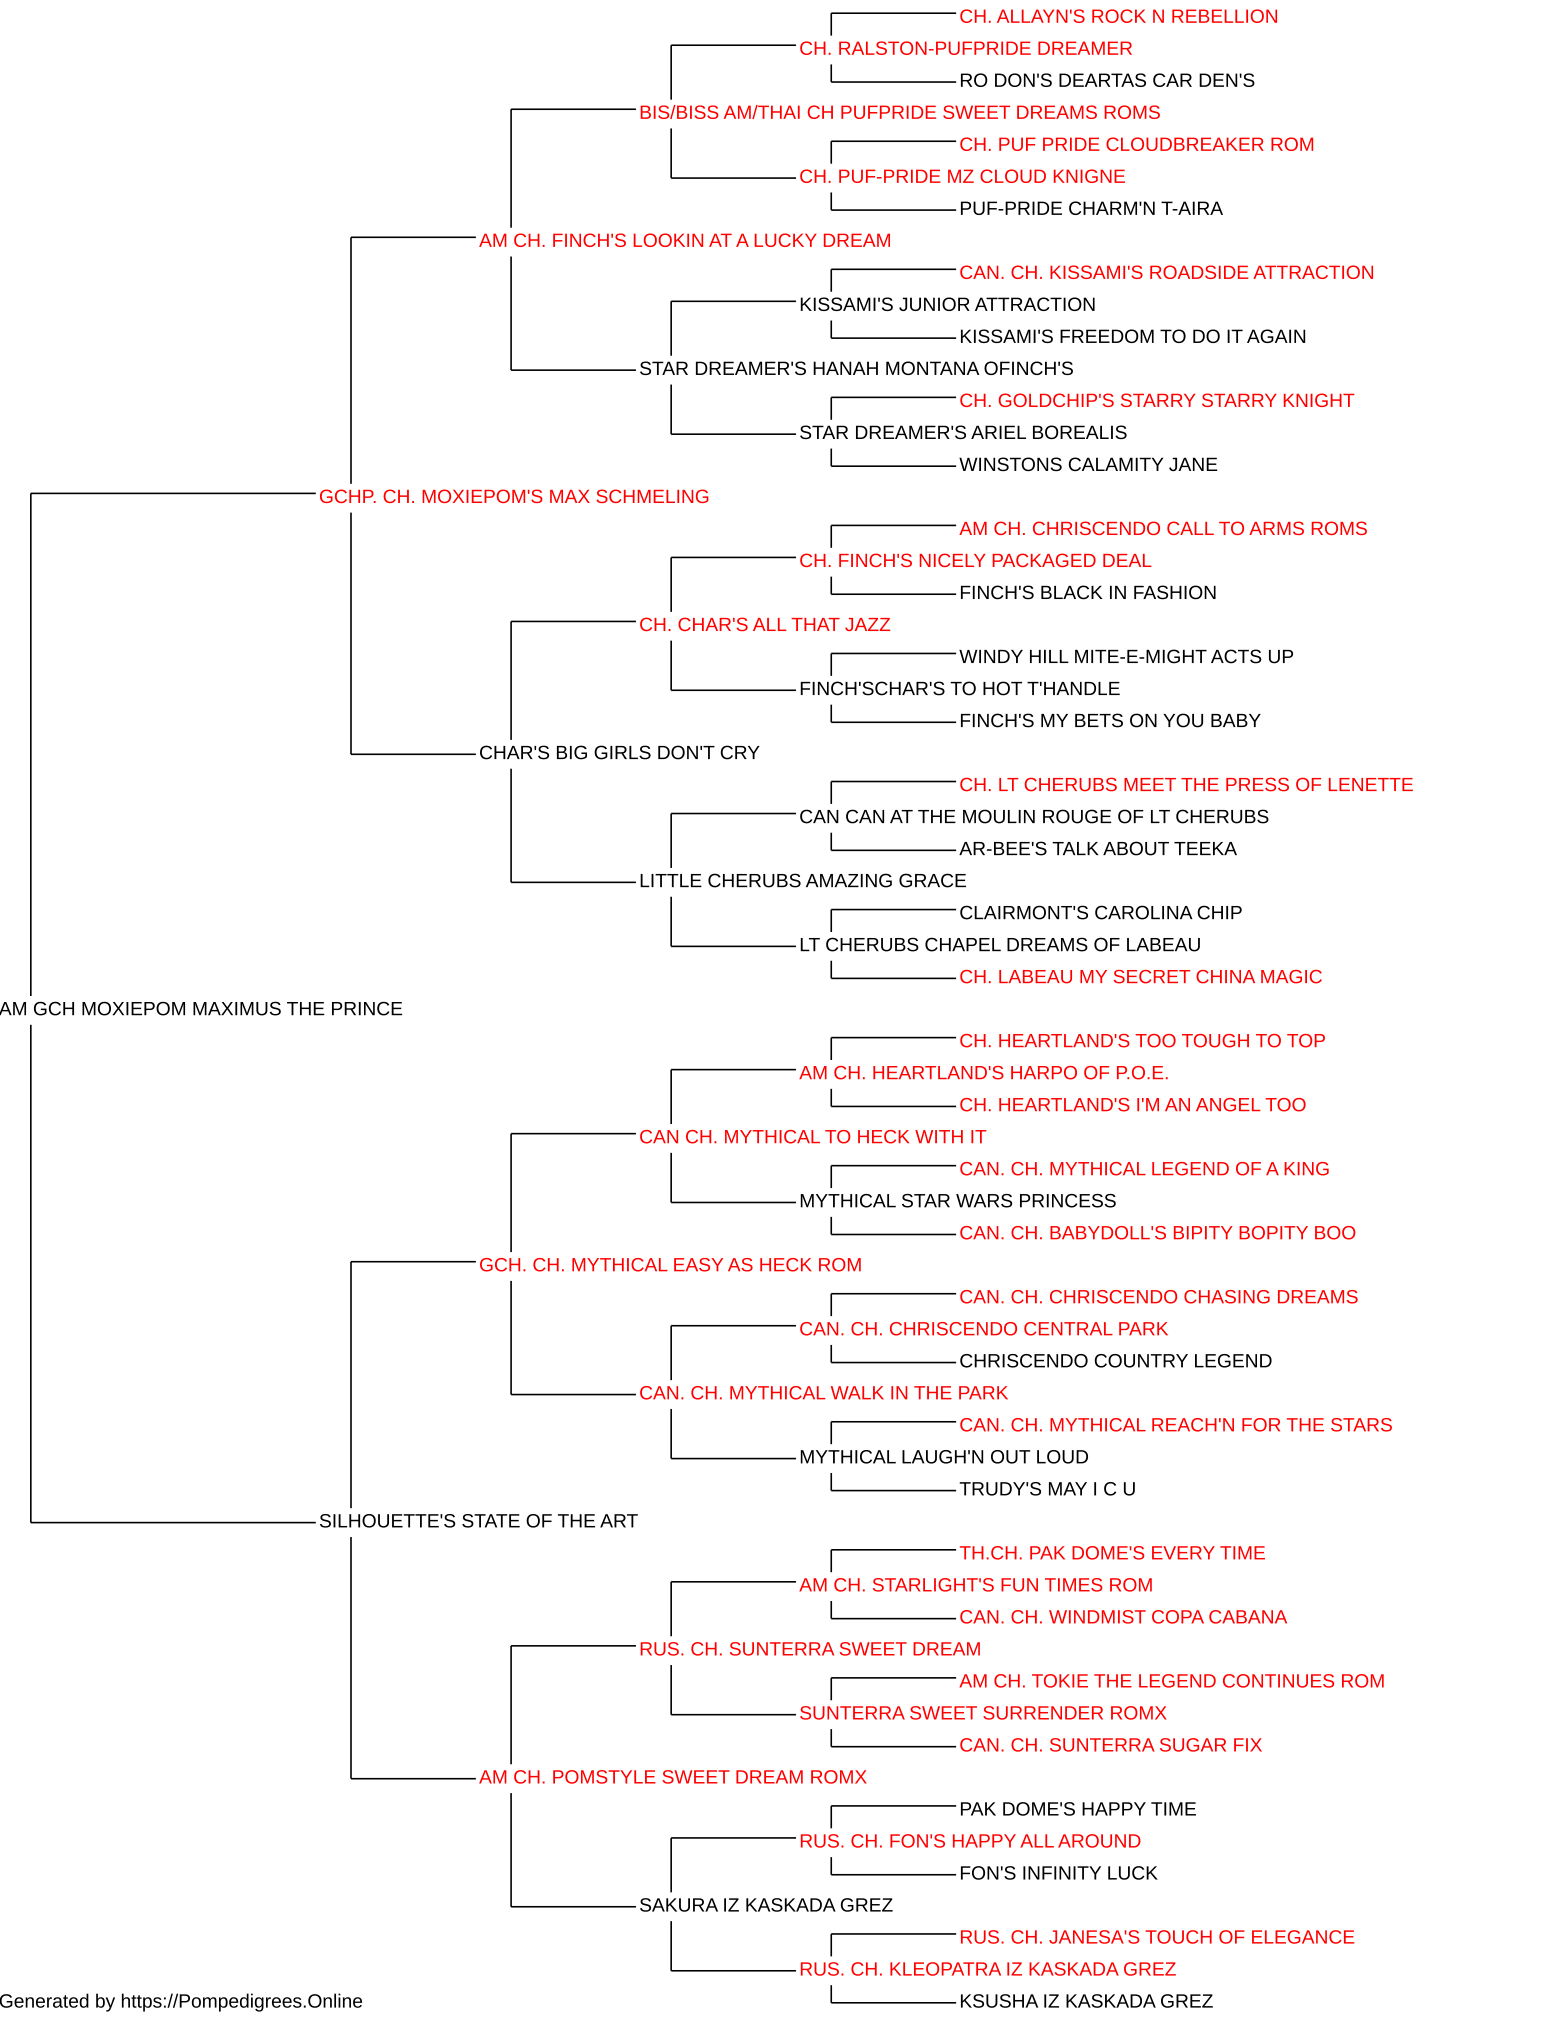 CH. ALLAYN'S ROCK N REBELLION
CH. RALSTON-PUFPRIDE DREAMER
RO DON'S DEARTAS CAR DEN'S
BIS/BISS AM/THAI CH PUFPRIDE SWEET DREAMS ROMS
CH. PUF PRIDE CLOUDBREAKER ROM
CH. PUF-PRIDE MZ CLOUD KNIGNE
PUF-PRIDE CHARM'N T-AIRA
AM CH. FINCH'S LOOKIN AT A LUCKY DREAM
CAN. CH. KISSAMI'S ROADSIDE ATTRACTION
KISSAMI'S JUNIOR ATTRACTION
KISSAMI'S FREEDOM TO DO IT AGAIN
STAR DREAMER'S HANAH MONTANA OFINCH'S
CH. GOLDCHIP'S STARRY STARRY KNIGHT
STAR DREAMER'S ARIEL BOREALIS
WINSTONS CALAMITY JANE
GCHP. CH. MOXIEPOM'S MAX SCHMELING
AM CH. CHRISCENDO CALL TO ARMS ROMS
CH. FINCH'S NICELY PACKAGED DEAL
FINCH'S BLACK IN FASHION
CH. CHAR'S ALL THAT JAZZ
WINDY HILL MITE-E-MIGHT ACTS UP
FINCH'SCHAR'S TO HOT T'HANDLE
FINCH'S MY BETS ON YOU BABY
CHAR'S BIG GIRLS DON'T CRY
CH. LT CHERUBS MEET THE PRESS OF LENETTE
CAN CAN AT THE MOULIN ROUGE OF LT CHERUBS
AR-BEE'S TALK ABOUT TEEKA
LITTLE CHERUBS AMAZING GRACE
CLAIRMONT'S CAROLINA CHIP
LT CHERUBS CHAPEL DREAMS OF LABEAU
CH. LABEAU MY SECRET CHINA MAGIC
AM GCH MOXIEPOM MAXIMUS THE PRINCE
CH. HEARTLAND'S TOO TOUGH TO TOP
AM CH. HEARTLAND'S HARPO OF P.O.E.
CH. HEARTLAND'S I'M AN ANGEL TOO
CAN CH. MYTHICAL TO HECK WITH IT
CAN. CH. MYTHICAL LEGEND OF A KING
MYTHICAL STAR WARS PRINCESS
CAN. CH. BABYDOLL'S BIPITY BOPITY BOO
GCH. CH. MYTHICAL EASY AS HECK ROM
CAN. CH. CHRISCENDO CHASING DREAMS
CAN. CH. CHRISCENDO CENTRAL PARK
CHRISCENDO COUNTRY LEGEND
CAN. CH. MYTHICAL WALK IN THE PARK
CAN. CH. MYTHICAL REACH'N FOR THE STARS
MYTHICAL LAUGH'N OUT LOUD
TRUDY'S MAY I C U
SILHOUETTE'S STATE OF THE ART
TH.CH. PAK DOME'S EVERY TIME
AM CH. STARLIGHT'S FUN TIMES ROM
CAN. CH. WINDMIST COPA CABANA
RUS. CH. SUNTERRA SWEET DREAM
AM CH. TOKIE THE LEGEND CONTINUES ROM
SUNTERRA SWEET SURRENDER ROMX
CAN. CH. SUNTERRA SUGAR FIX
AM CH. POMSTYLE SWEET DREAM ROMX
PAK DOME'S HAPPY TIME
RUS. CH. FON'S HAPPY ALL AROUND
FON'S INFINITY LUCK
SAKURA IZ KASKADA GREZ
RUS. CH. JANESA'S TOUCH OF ELEGANCE
RUS. CH. KLEOPATRA IZ KASKADA GREZ
KSUSHA IZ KASKADA GREZ
Generated by https://Pompedigrees.Online